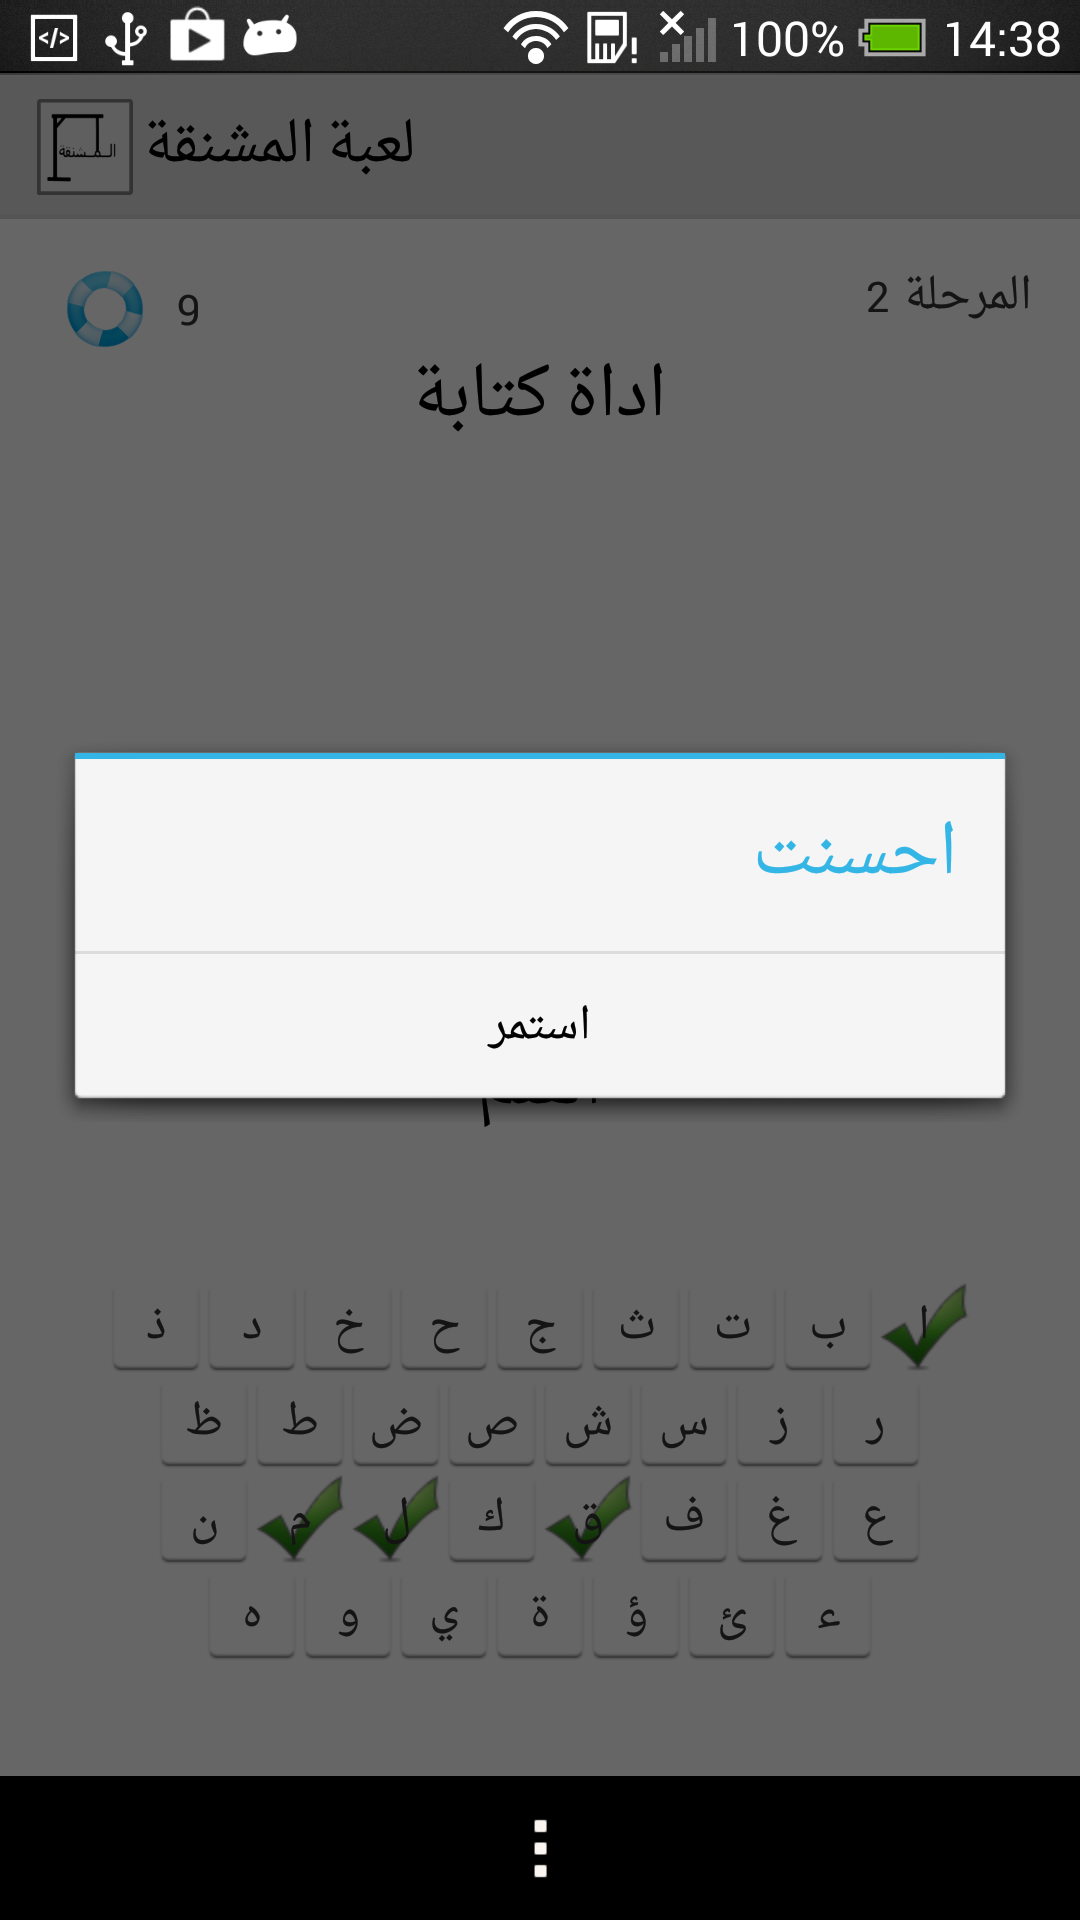 100% 14:38
لعبة المشنقة
المشنقة
المرحلة 2
9
اداة كتابة
احسنت
استمر
ا ب ت ث ج ح خ د ذ
ر ز س ش ص ض ط ظ
ع غ ف ق ك ل م ن
ء ئ ؤ ة ي و ه